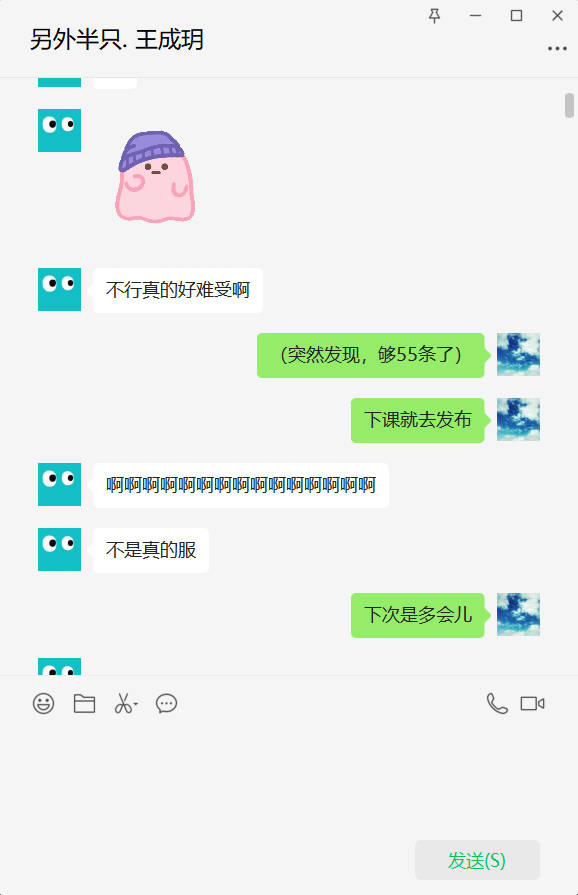 另外半只. 王成玥
不行真的好难受啊
（突然发现，够55条了）
下课就去发布
啊啊啊啊啊啊啊啊啊啊啊啊啊啊啊
不是真的服
下次是多会儿
发送(S)